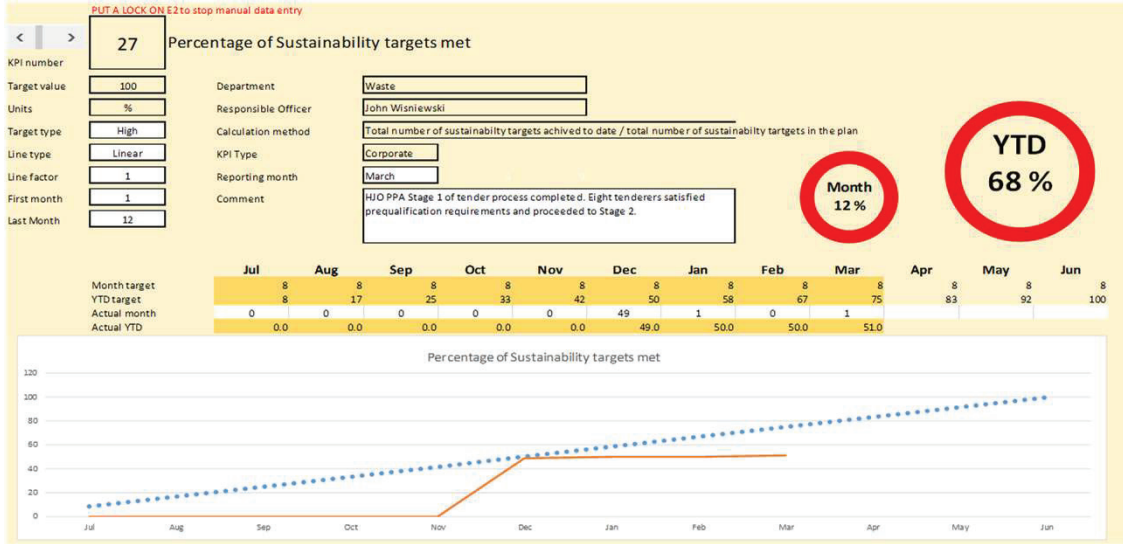 PUT A LOCK ON E2 to stop manual data entry
< >
27
Percentage of Sustainability targets met
KPI number
Target value 100 Department Waste
Units % Responsible Officer John Wisniewski
Target type High Calculation method Total number of sustainabilty targets achived to date / total number of sustainabilty tartgets in the plan
Line type Linear KPI Type Corporate
Line factor 1 Reporting month March
First month 1 Comment HJO PPA Stage 1 of tender process completed. Eight tenderers satisfied
prequalification requirements and proceeded to Stage 2.
Last Month 12
Month
12 %
YTD
68 %
Jul Aug Sep Oct Nov Dec Jan Feb Mar Apr May Jun
Month target 8 8 8 8 8 8 8 8 8 8 8 8
YTD target 8 17 25 33 42 50 58 67 75 83 92 100
Actual month 0 0 0 0 0 49 1 0 1
Actual YTD 0.0 0.0 0.0 0.0 0.0 49.0 50.0 50.0 51.0
Percentage of Sustainability targets met
120
100
80
60
40
20
0
Jul Aug Sep Oct Nov Dec Jan Feb Mar Apr May Jun